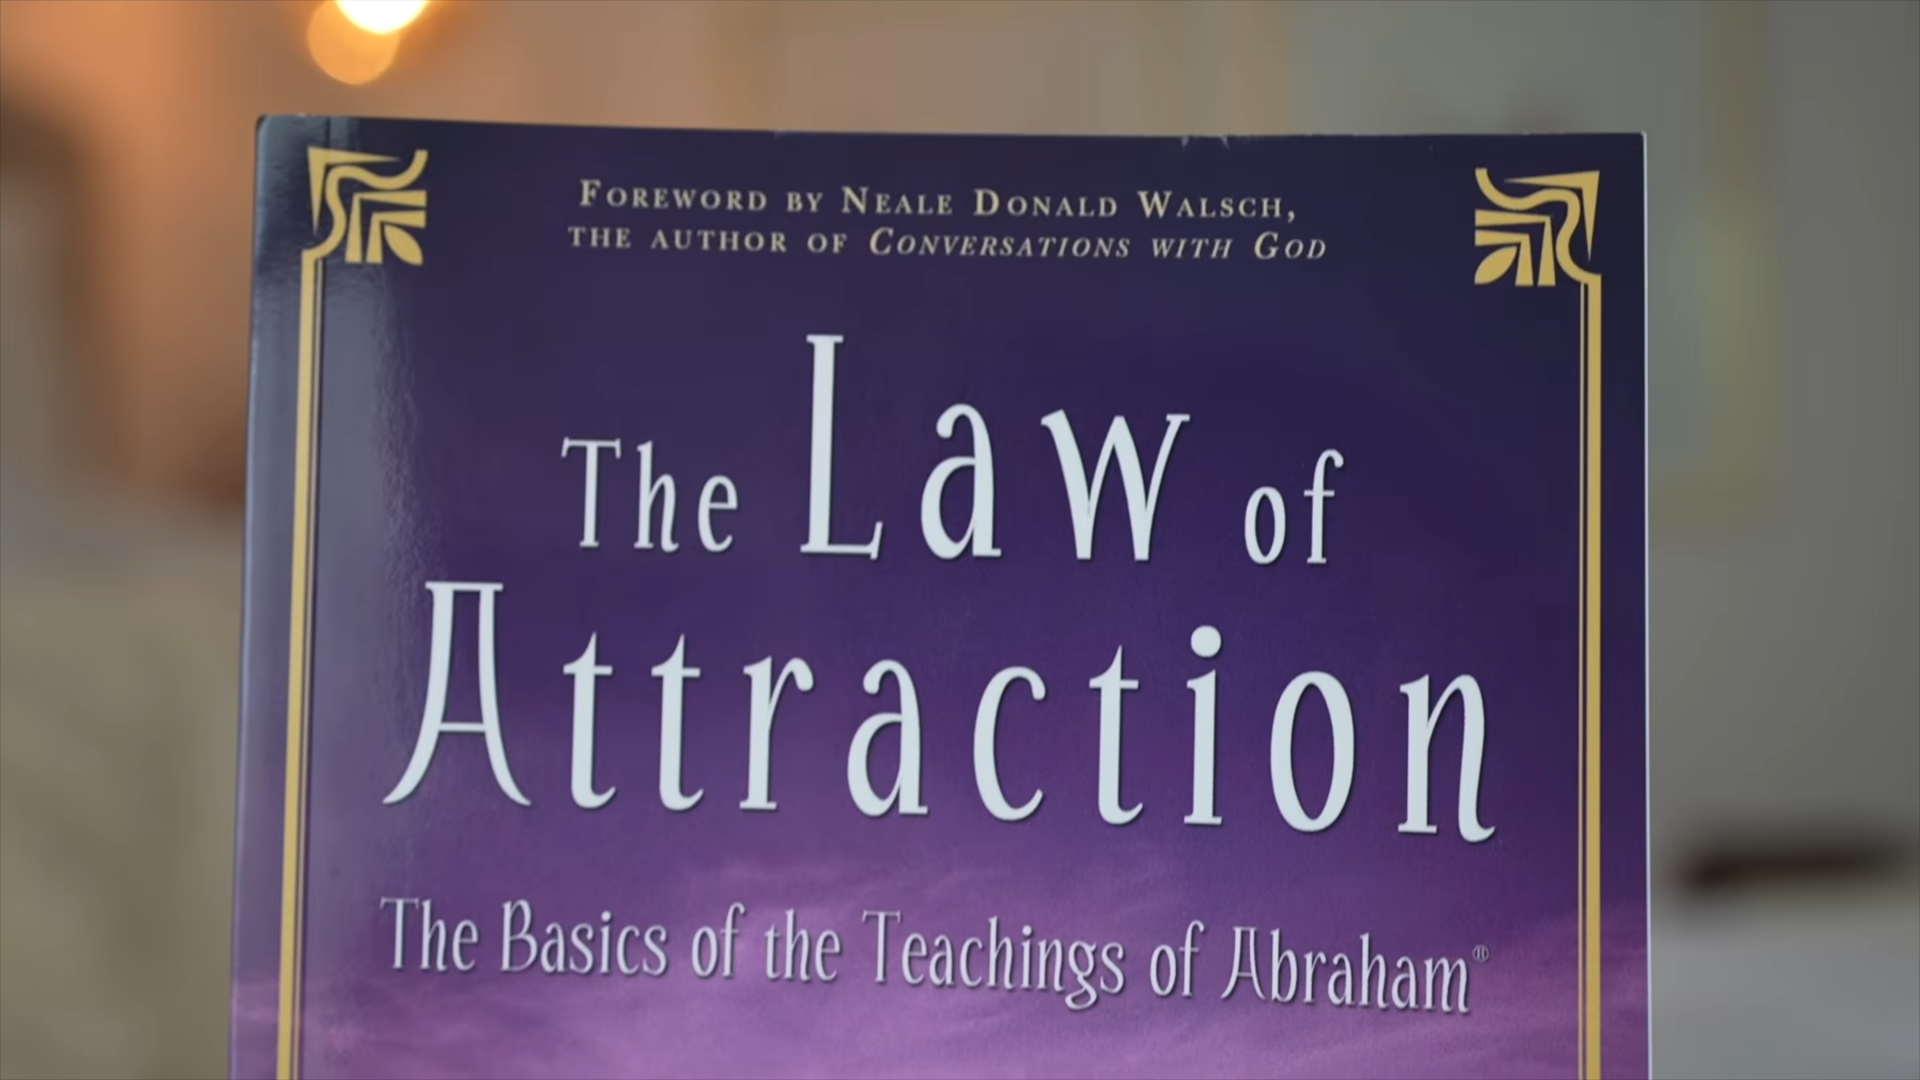 FOREWORD BY NEALE DONALD WALSCH,
THE AUTHOR OF CONVERSATIONS WITH GOD
The Law of
Attraction
The Basics of the Teachings of Abraham®